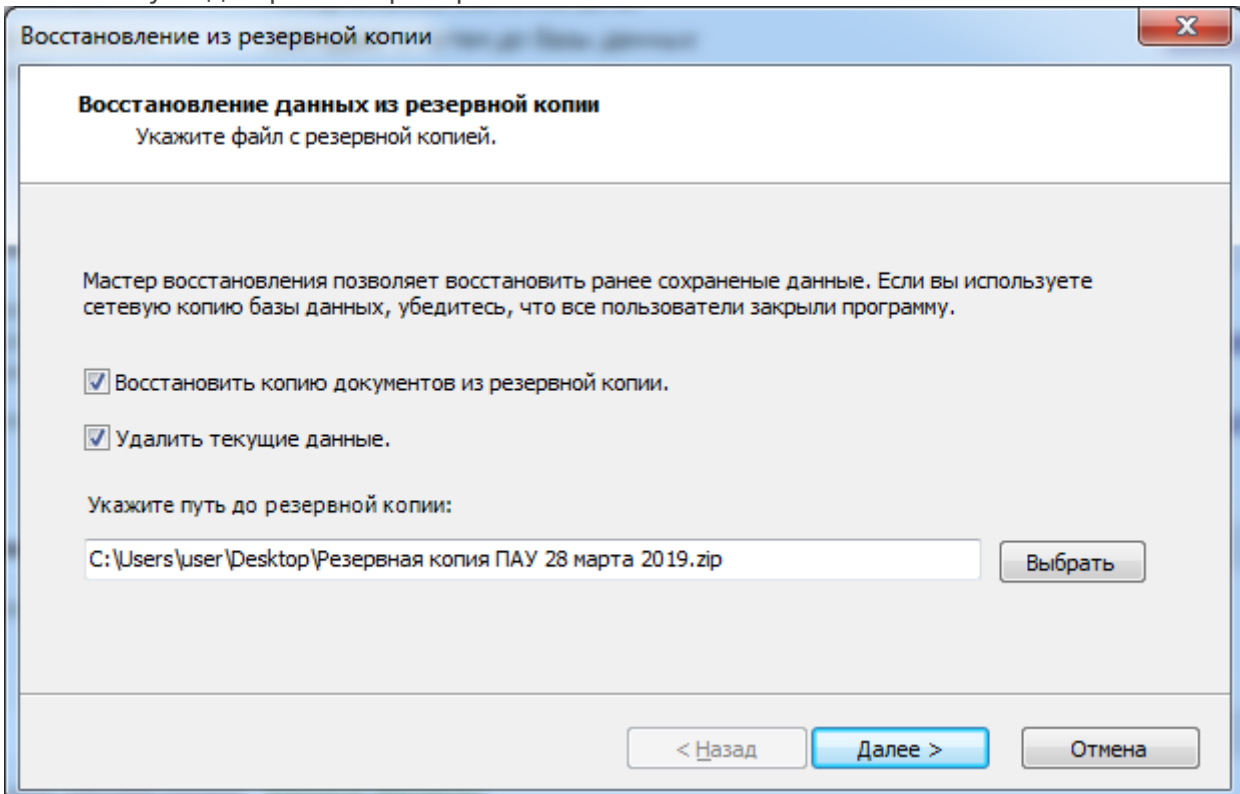 Восстановление из резервной копии
Восстановление данных из резервной копии
Укажите файл с резервной копией.
Мастер восстановления позволяет восстановить ранее сохраненые данные. Если вы используете
сетевую копию базы данных, убедитесь, что все пользователи закрыли программу.
Восстановить копию документов из резервной копии.
Удалить текущие данные.
Укажите путь до резервной копии:
C:\Users\user\Desktop\Резервная копия ПАУ 28 марта 2019.zip
Выбрать
< Назад
Далее >
Отмена